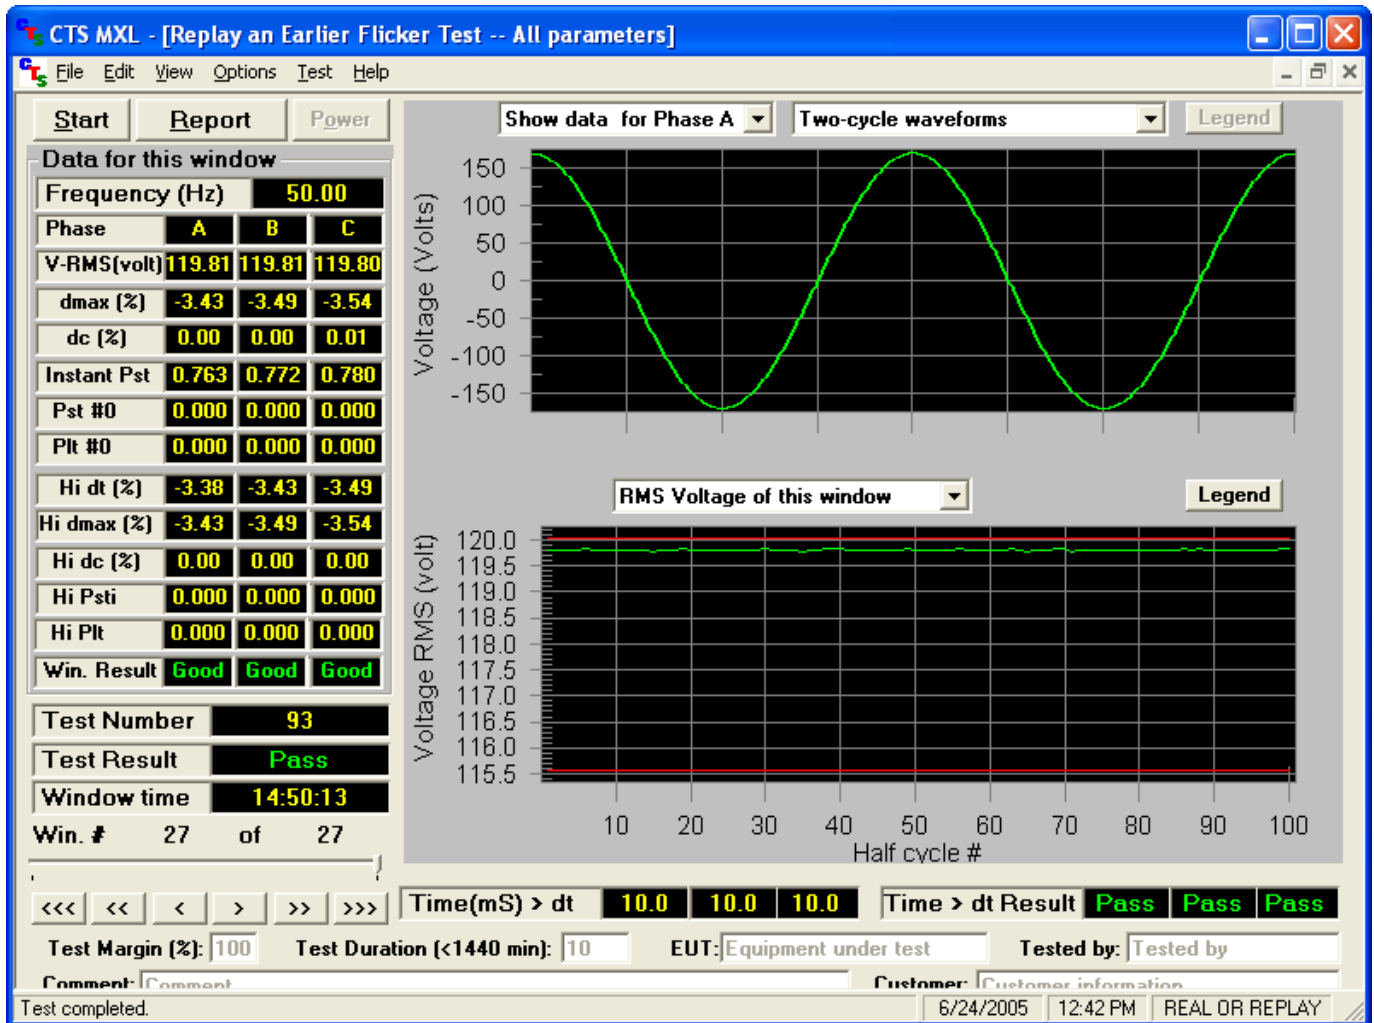 CTS MXL - [Replay an Earlier Flicker Test -- All parameters]
CTS File Edit View Options Test Help
Start Report Power
Show data for Phase A Two-cycle waveforms Legend
Data for this window
Frequency (Hz) 50.00
Phase A B C
V-RMS(volt) 119.81 119.81 119.80
dmax (%) -3.43 -3.49 -3.54
dc (%) 0.00 0.00 0.01
Instant Pst 0.763 0.772 0.780
Pst #0 0.000 0.000 0.000
Plt #0 0.000 0.000 0.000
Hi dt (%) -3.38 -3.43 -3.49
Hi dmax (%) -3.43 -3.49 -3.54
Hi dc (%) 0.00 0.00 0.00
Hi Psti 0.000 0.000 0.000
Hi Plt 0.000 0.000 0.000
Win. Result Good Good Good
Test Number 93
Test Result Pass
Window time 14:50:13
Win. # 27 of 27
<<< << < > >> >>>
Voltage (Volts)
150
100
50
0
-50
-100
-150
RMS Voltage of this window Legend
Voltage RMS (volt)
120.0
119.5
119.0
118.5
118.0
117.5
117.0
116.5
116.0
115.5
10 20 30 40 50 60 70 80 90 100
Half cycle #
Time(mS) > dt 10.0 10.0 10.0 Time > dt Result Pass Pass Pass
Test Margin (%): 100 Test Duration (<1440 min): 10 EUT: Equipment under test Tested by: Tested by
Comment: Comment Customer: Customer information
Test completed. 6/24/2005 12:42 PM REAL OR REPLAY